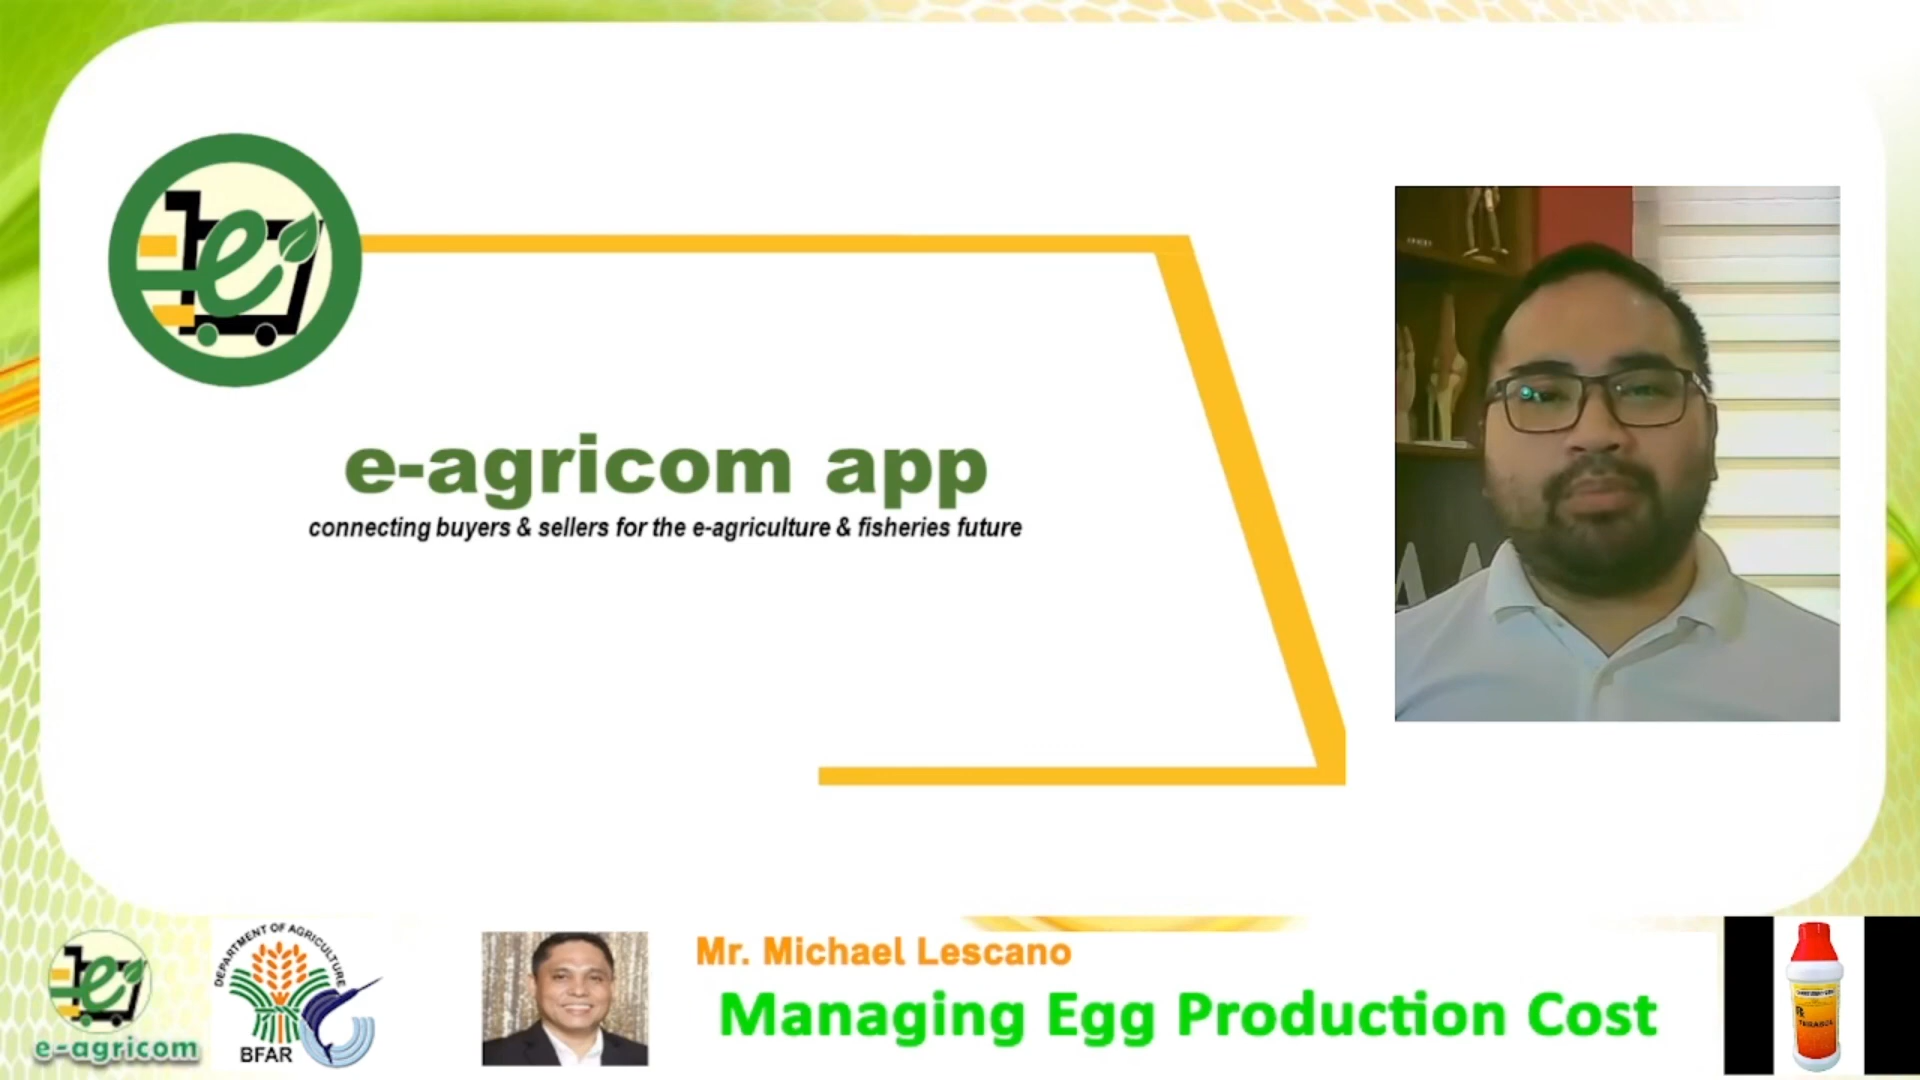 e-agricom app
connecting buyers & sellers for the e-agriculture & fisheries future
e-agricom
DEPARTMENT OF AGRICULTURE
BFAR
Mr. Michael Lescano
Managing Egg Production Cost